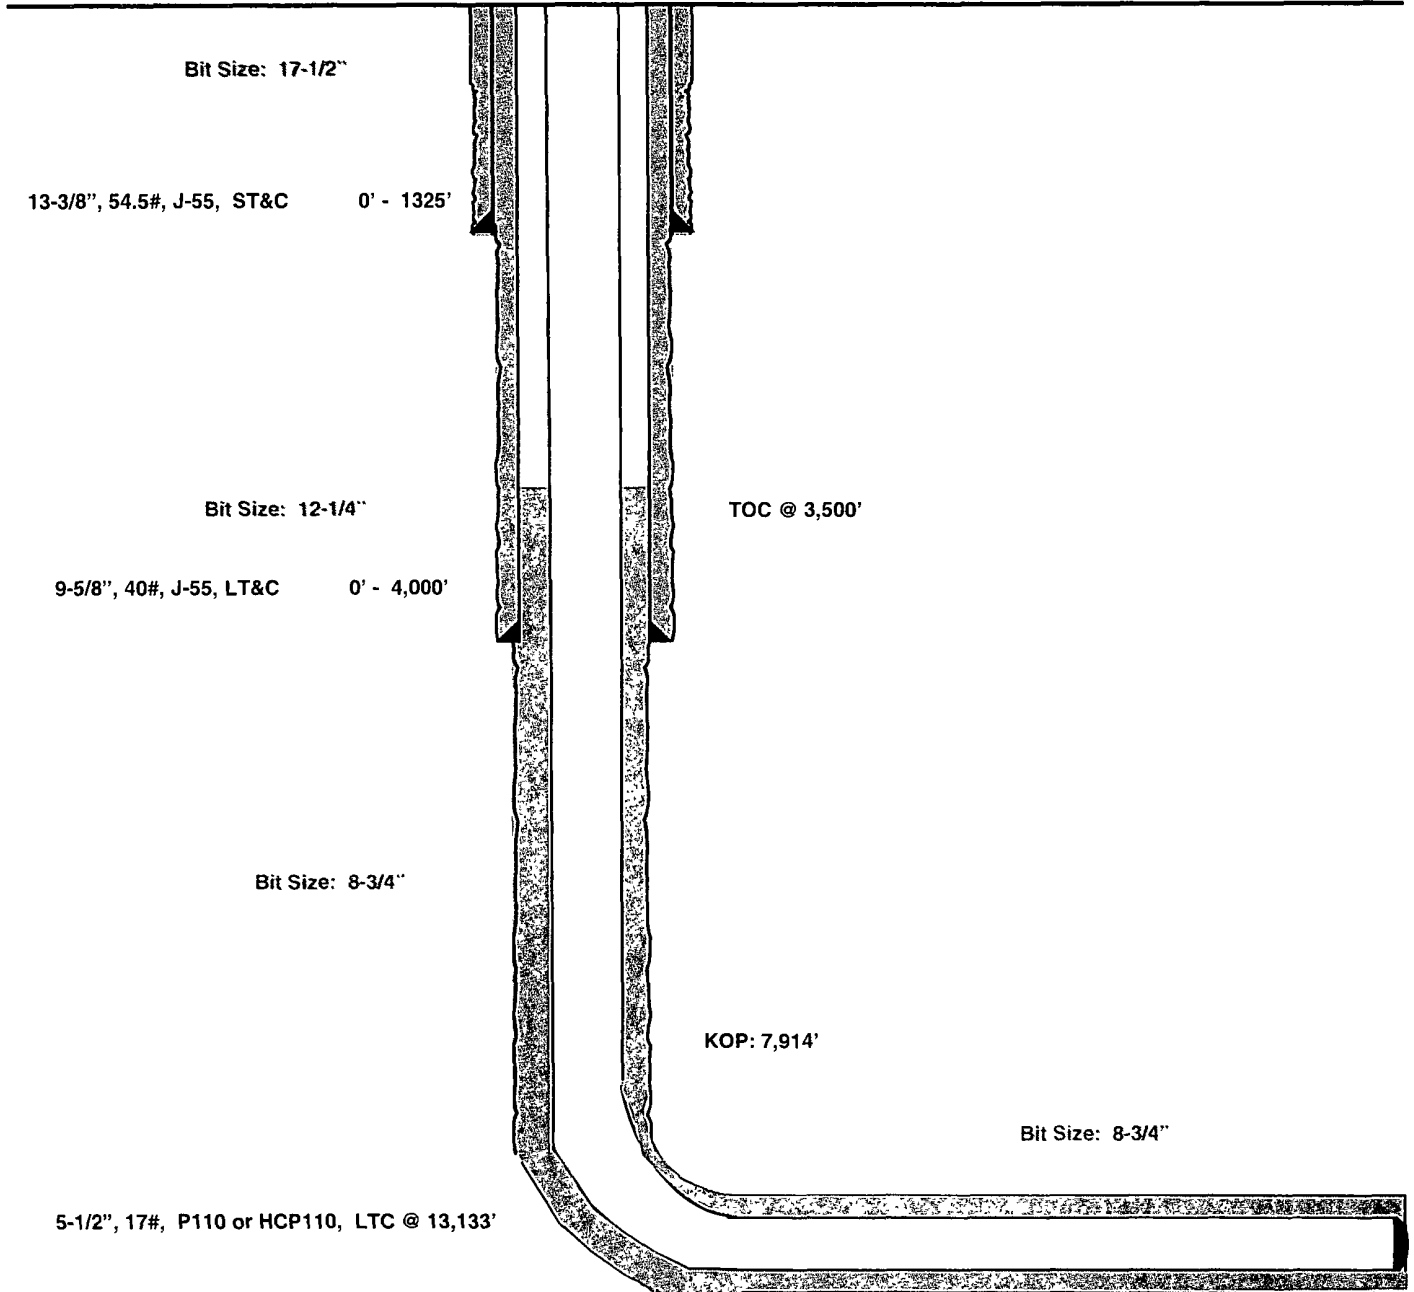 Bit Size: 17-1/2"
13-3/8", 54.5#, J-55, ST&C 0' - 1325'
Bit Size: 12-1/4"
TOC @ 3,500'
9-5/8", 40#, J-55, LT&C 0' - 4,000'
Bit Size: 8-3/4"
KOP: 7,914'
Bit Size: 8-3/4"
5-1/2", 17#, P110 or HCP110, LTC @ 13,133'